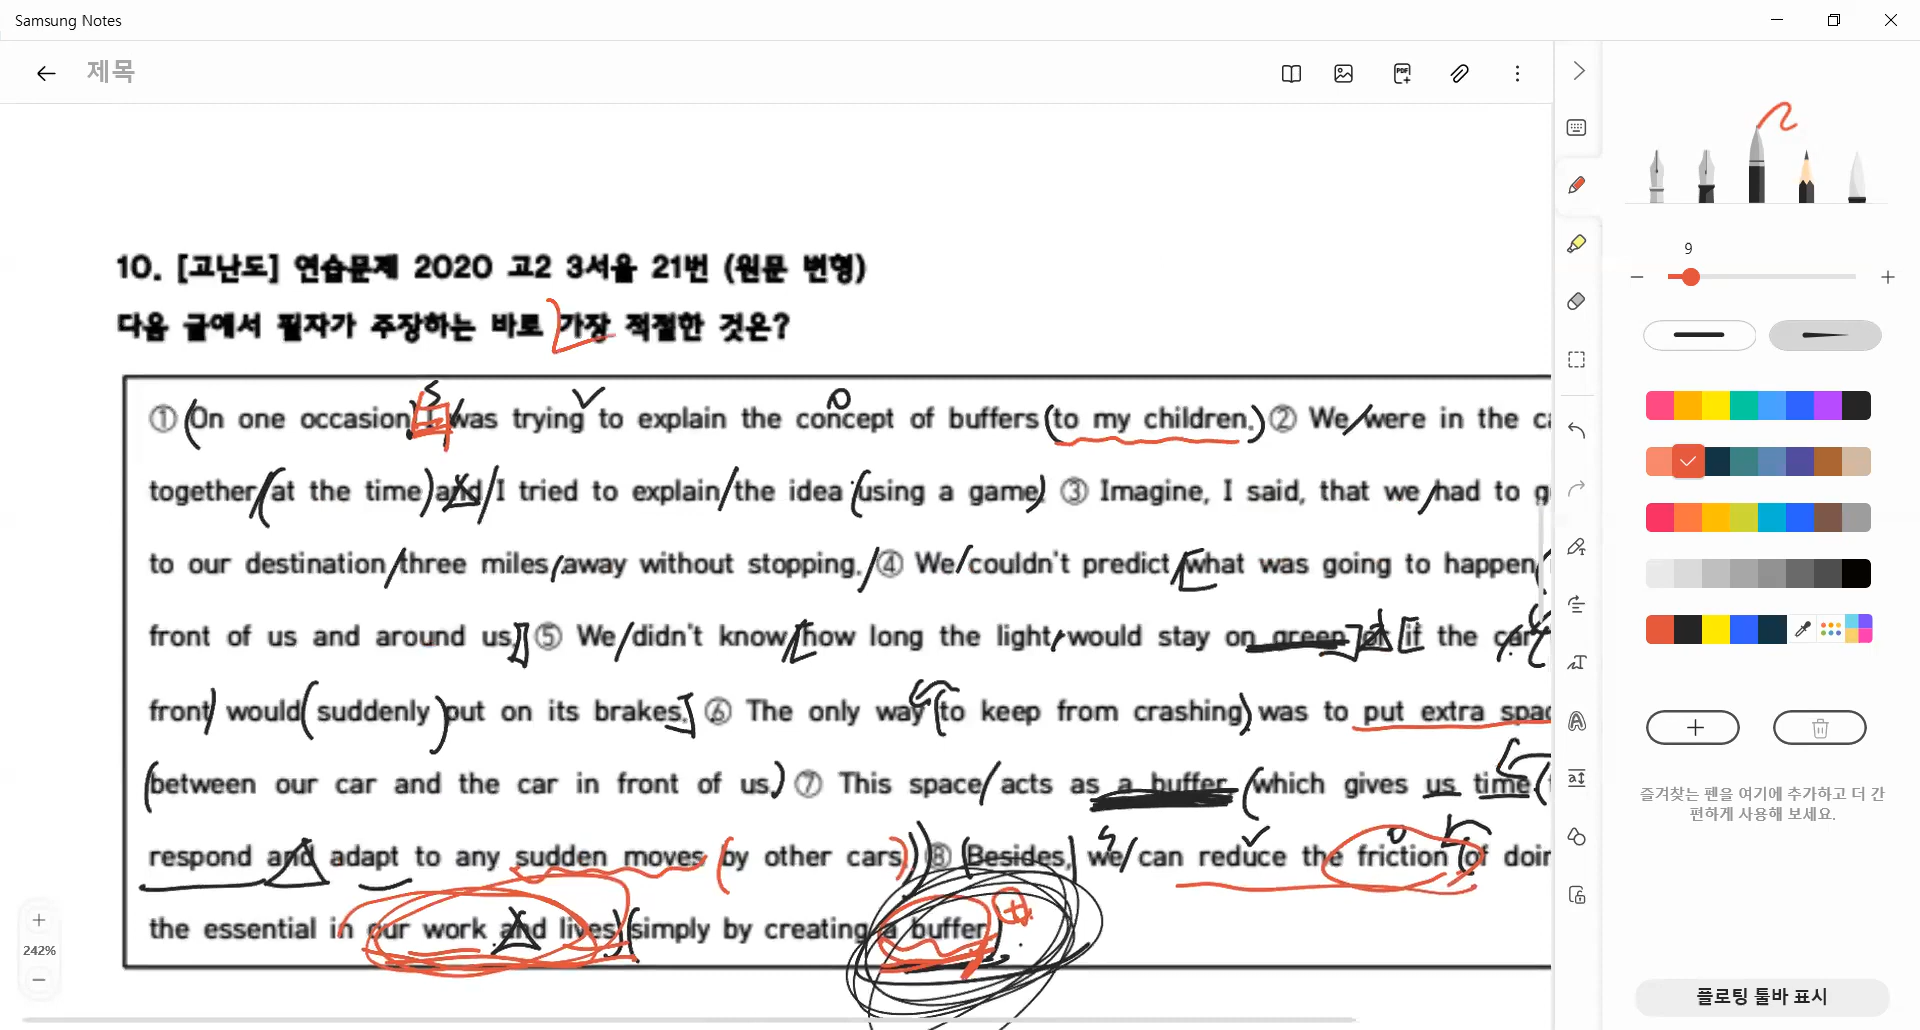 Samsung Notes
제목
10. [고난도] 연습문제 2020 고2 3서울 21번 (원문 변형)
다음 글에서 필자가 주장하는 바로 가장 적절한 것은?
① On one occasion, I was trying to explain the concept of buffers to my children. ② We were in the ca
together at the time and I tried to explain the idea using a game. ③ Imagine, I said, that we had to g
to our destination three miles away without stopping. ④ We couldn't predict what was going to happen
front of us and around us. ⑤ We didn't know how long the light would stay on green or if the car
front would suddenly put on its brakes. ⑥ The only way to keep from crashing was to put extra spac
between our car and the car in front of us. ⑦ This space acts as a buffer which gives us time t
respond and adapt to any sudden moves by other cars. ⑧ Besides, we can reduce the friction of doin
the essential in our work and lives simply by creating a buffer
242%
9
즐겨찾는 펜을 여기에 추가하고 더 간
편하게 사용해 보세요.
플로팅 툴바 표시